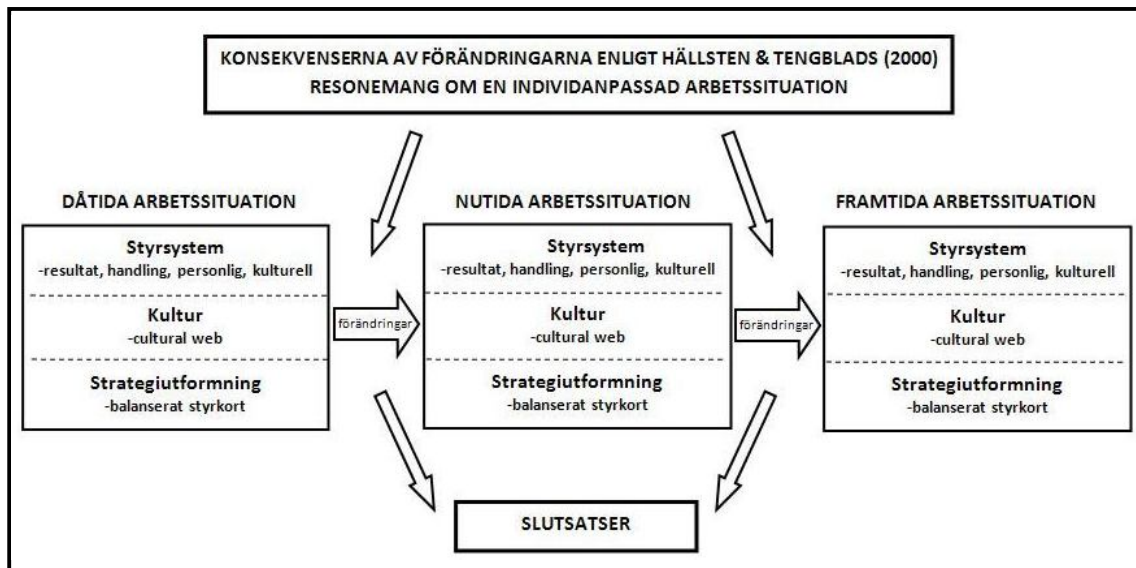 KONSEKVENSERNA AV FÖRÄNDRINGARNA ENLIGT HÄLLSTEN & TENGBLADS (2000)
RESONEMANG OM EN INDIVIDANPASSAD ARBETSSITUATION
DÅTIDA ARBETSSITUATION
Styrsystem
-resultat, handling, personlig, kulturell
Kultur
-cultural web
Strategiutformning
-balanserat styrkort
förändringar
NUTIDA ARBETSSITUATION
Styrsystem
-resultat, handling, personlig, kulturell
Kultur
-cultural web
Strategiutformning
-balanserat styrkort
förändringar
FRAMTIDA ARBETSSITUATION
Styrsystem
-resultat, handling, personlig, kulturell
Kultur
-cultural web
Strategiutformning
-balanserat styrkort
SLUTSATSER